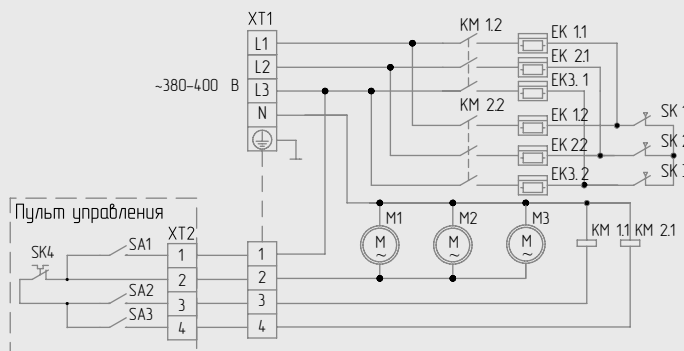 XT1
KM 1.2
EK 1.1
L1
EK 2.1
L2
~380-400 В
L3
EK3. 1
KM 2.2
N
EK 1.2
SK 1
EK 22
SK 2
EK3. 2
SK 3
Пульт управления
M1
M2
M3
XT2
M
~
M
~
M
~
KM 1.1
KM 2.1
SK4
SA1
1
1
2
2
SA2
3
3
SA3
4
4